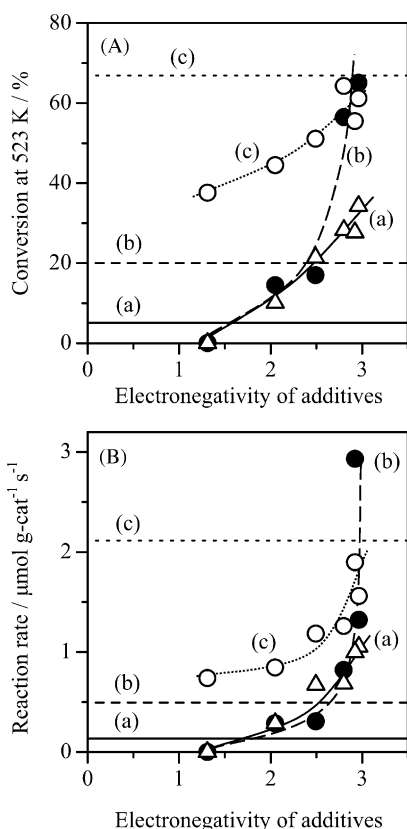 80
(A)
(c)
60
(c)
(b)
40
(a)
(b)
20
(a)
0
0 1 2 3
Conversion at 523 K / %
Electronegativity of additives
3
(B)
(b)
(c)
2
(c)
(a)
1
(b)
(a)
0
0 1 2 3
Reaction rate / μmol g-cat⁻¹ s⁻¹
Electronegativity of additives